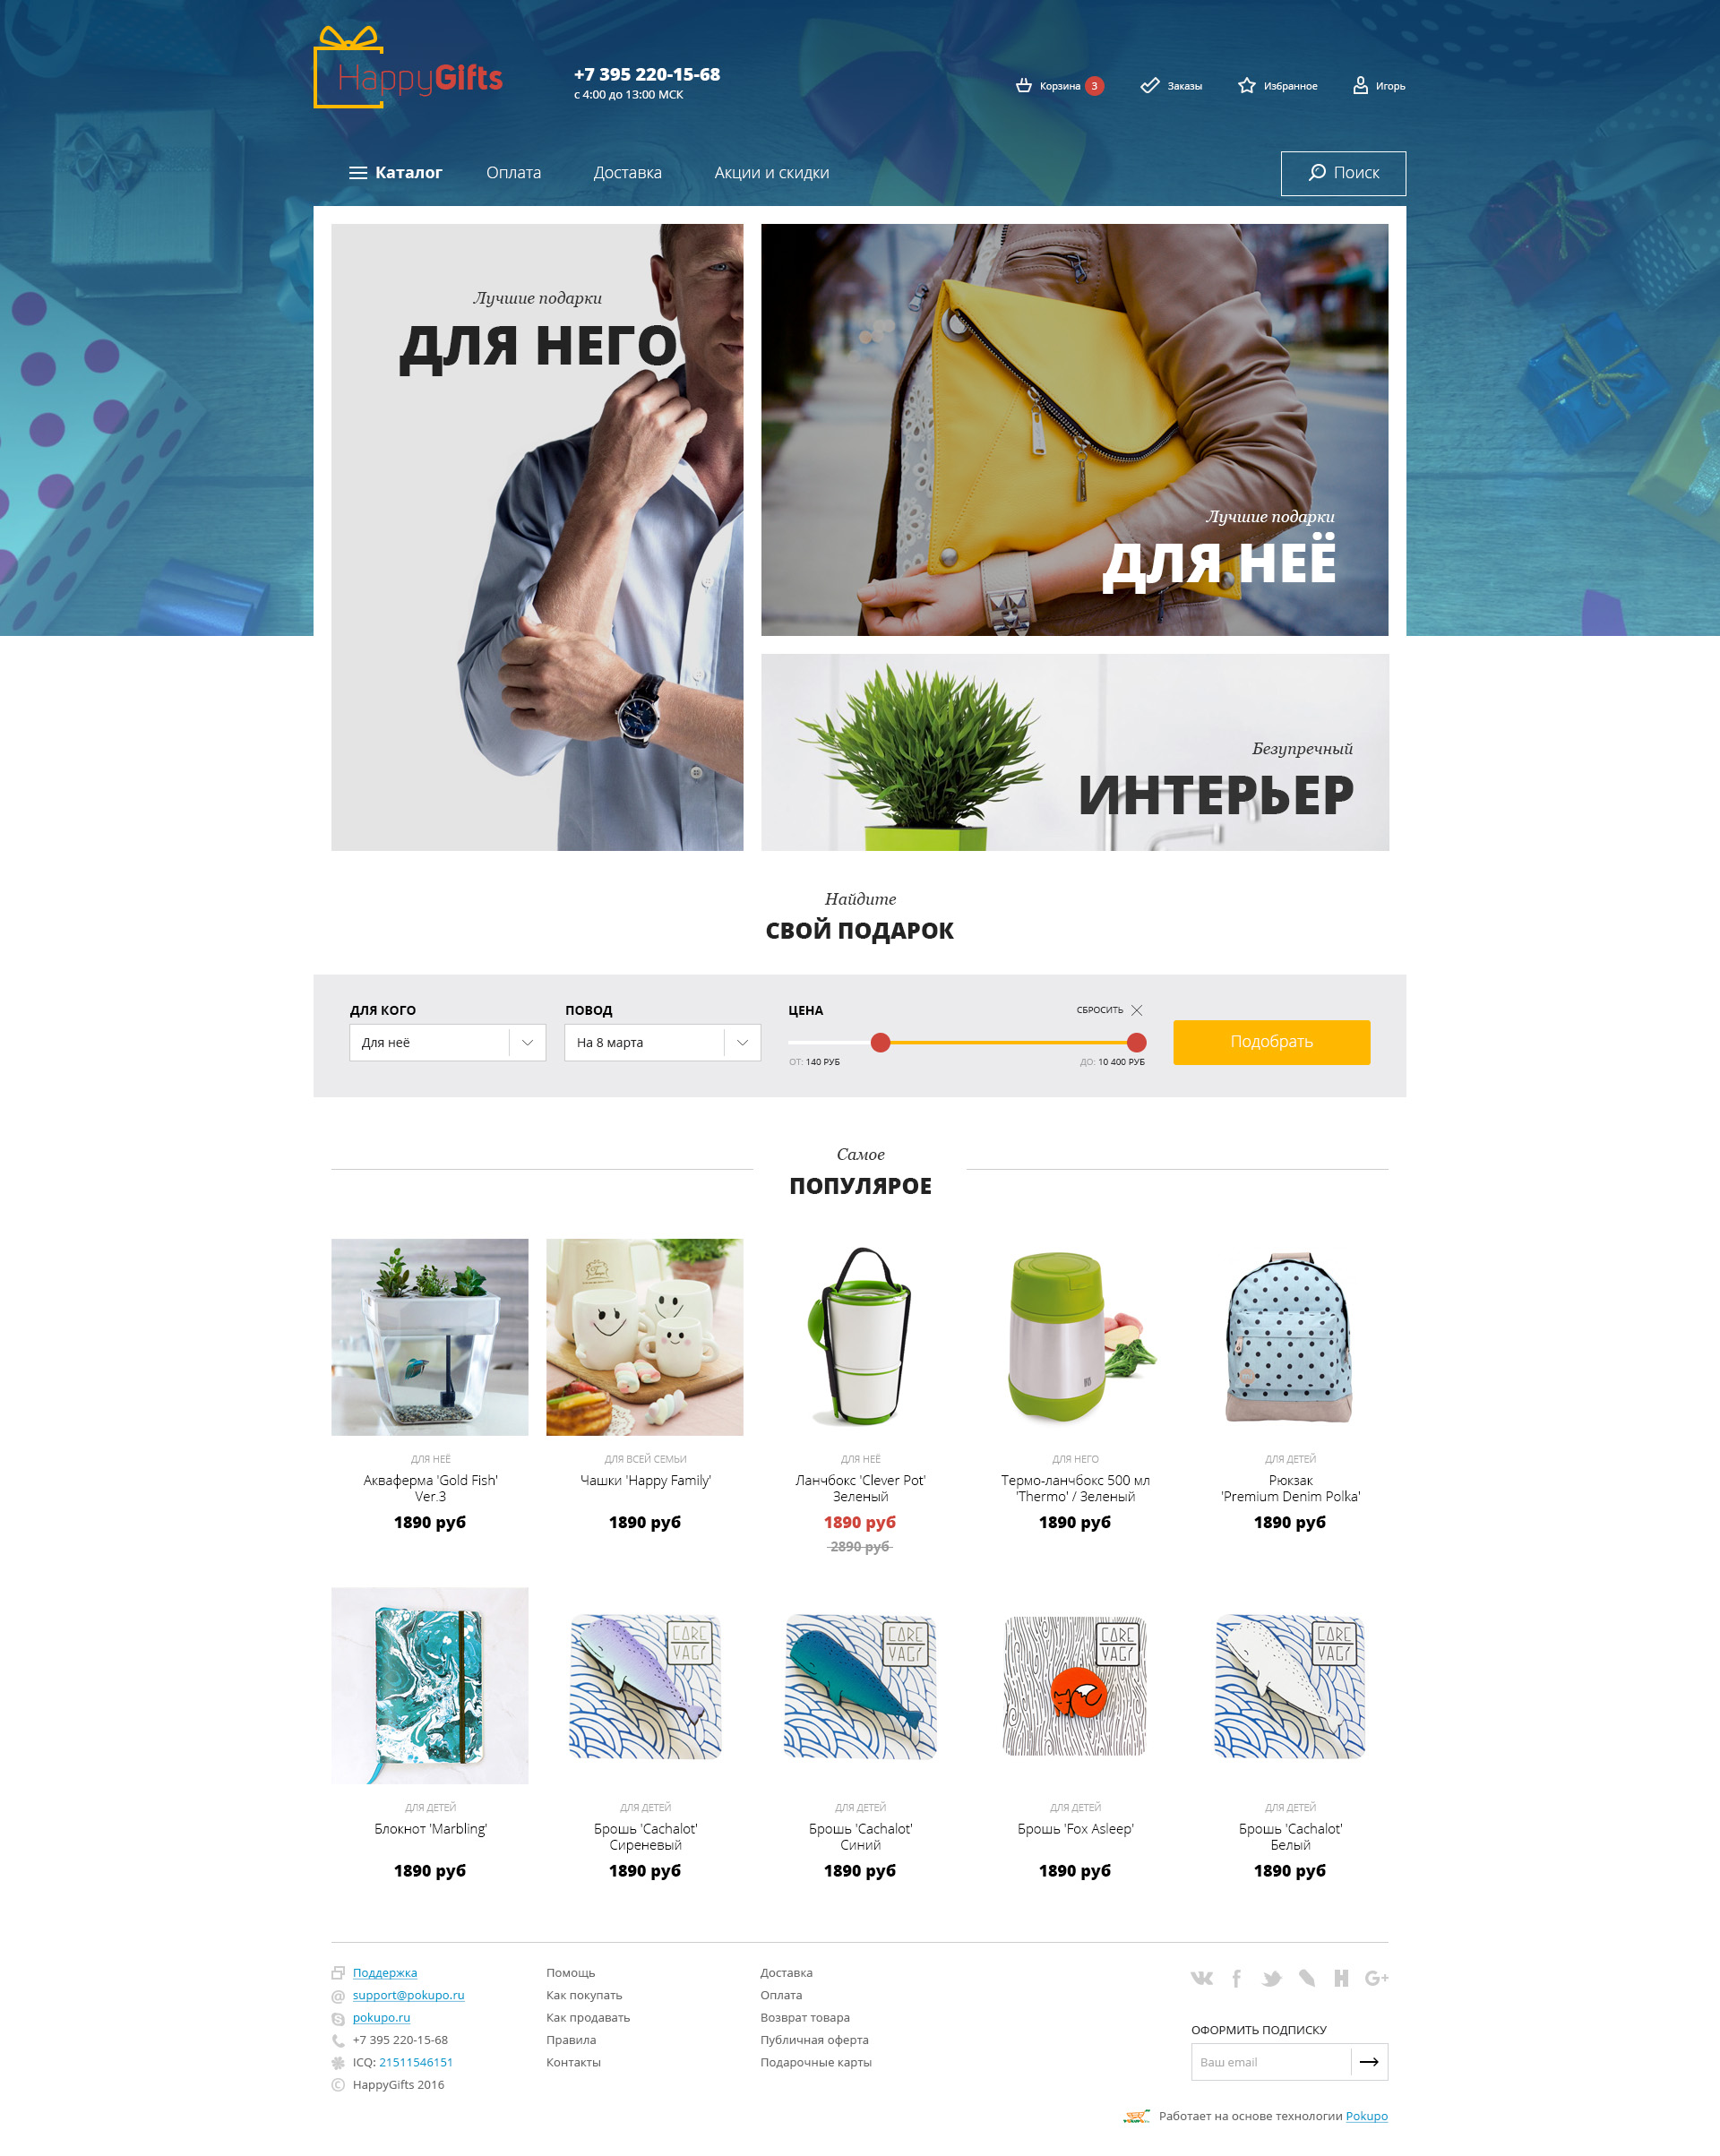 HappyGifts
+7 395 220-15-68
с 4:00 до 13:00 МСК
Корзина 3 Заказы Избранное Игорь
Каталог Оплата Доставка Акции и скидки Поиск
Лучшие подарки
ДЛЯ НЕГО
Лучшие подарки
ДЛЯ НЕЁ
Безупречный
ИНТЕРЬЕР
Найдите
СВОЙ ПОДАРОК
ДЛЯ КОГО ПОВОД ЦЕНА СБРОСИТЬ
Для неё На 8 марта Подобрать
ОТ: 140 РУБ ДО: 10 400 РУБ
Самое
ПОПУЛЯРОЕ
ДЛЯ НЕЁ
Акваферма 'Gold Fish'
Ver.3
1890 руб
ДЛЯ ВСЕЙ СЕМЬИ
Чашки 'Happy Family'
1890 руб
ДЛЯ НЕЁ
Ланчбокс 'Clever Pot'
Зеленый
1890 руб
2890 руб
ДЛЯ НЕГО
Термо-ланчбокс 500 мл
'Thermo' / Зеленый
1890 руб
ДЛЯ ДЕТЕЙ
Рюкзак
'Premium Denim Polka'
1890 руб
CARE
VAGY
CARE
VAGY
CARE
VAGY
CARE
VAGY
ДЛЯ ДЕТЕЙ
Блокнот 'Marbling'
1890 руб
ДЛЯ ДЕТЕЙ
Брошь 'Cachalot'
Сиреневый
1890 руб
ДЛЯ ДЕТЕЙ
Брошь 'Cachalot'
Синий
1890 руб
ДЛЯ ДЕТЕЙ
Брошь 'Fox Asleep'
1890 руб
ДЛЯ ДЕТЕЙ
Брошь 'Cachalot'
Белый
1890 руб
Поддержка
support@pokupo.ru
pokupo.ru
+7 395 220-15-68
ICQ: 21511546151
HappyGifts 2016
Помощь
Как покупать
Как продавать
Правила
Контакты
Доставка
Оплата
Возврат товара
Публичная оферта
Подарочные карты
ОФОРМИТЬ ПОДПИСКУ
Ваш email
Работает на основе технологии Pokupo